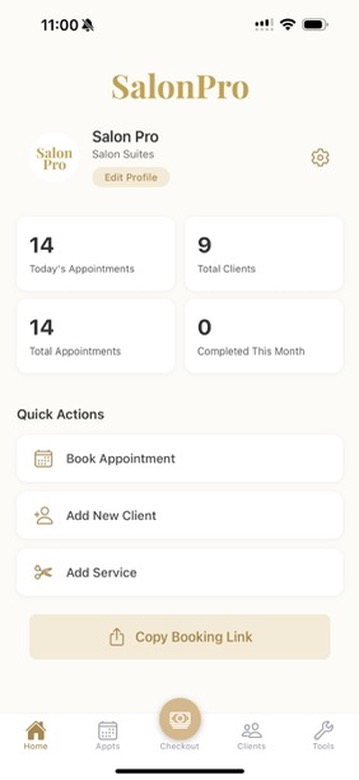 11:00
SalonPro
Salon
Pro
Salon Pro
Salon Suites
Edit Profile
14
Today's Appointments
9
Total Clients
14
Total Appointments
0
Completed This Month
Quick Actions
Book Appointment
Add New Client
Add Service
Copy Booking Link
Home
Appts
Checkout
Clients
Tools